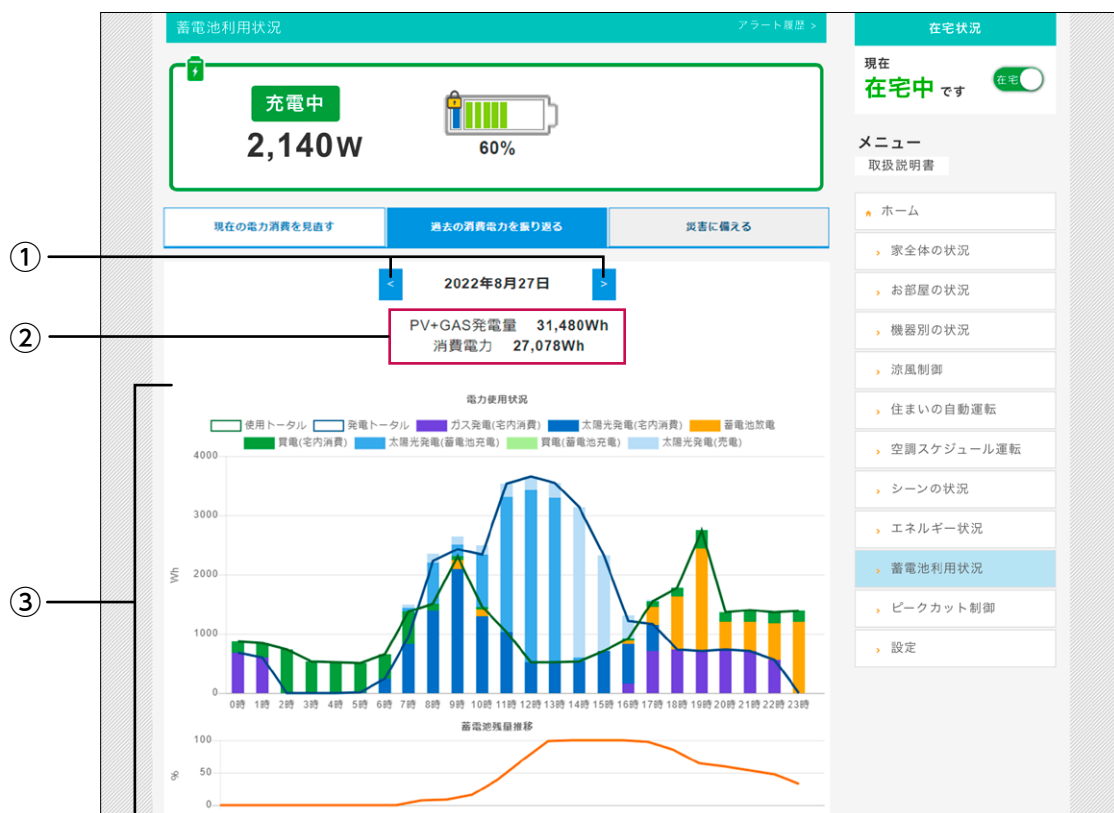 蓄電池利用状況
アラート履歴 >
充電中
2,140W
60%
現在の電力消費を見直す
過去の消費電力を振り返る
災害に備える
①
< 2022年8月27日 >
②
PV+GAS発電量 31,480Wh
消費電力 27,078Wh
③
電力使用状況
使用トータル 発電トータル ガス発電(宅内消費) 太陽光発電(宅内消費) 蓄電池放電
買電(宅内消費) 太陽光発電(蓄電池充電) 買電(蓄電池充電) 太陽光発電(売電)
Wh
4000
3000
2000
1000
0
0時 1時 2時 3時 4時 5時 6時 7時 8時 9時 10時 11時 12時 13時 14時 15時 16時 17時 18時 19時 20時 21時 22時 23時
蓄電池残量推移
%
100
50
0
在宅状況
現在
在宅中 です
在宅
メニュー
取扱説明書
ホーム
› 家全体の状況
› お部屋の状況
› 機器別の状況
› 涼風制御
› 住まいの自動運転
› 空調スケジュール運転
› シーンの状況
› エネルギー状況
› 蓄電池利用状況
› ピークカット制御
› 設定